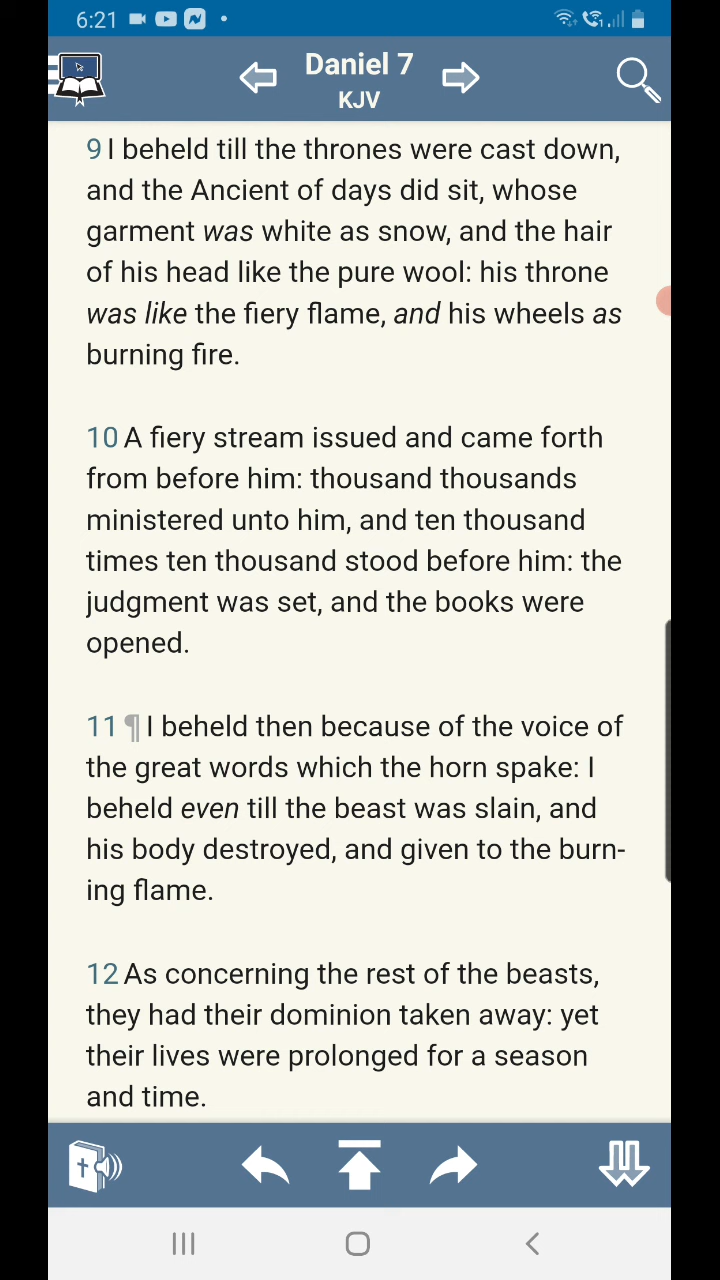 6:21
Daniel 7
KJV
9 I beheld till the thrones were cast down,
and the Ancient of days did sit, whose
garment was white as snow, and the hair
of his head like the pure wool: his throne
was like the fiery flame, and his wheels as
burning fire.
10 A fiery stream issued and came forth
from before him: thousand thousands
ministered unto him, and ten thousand
times ten thousand stood before him: the
judgment was set, and the books were
opened.
11 ¶ I beheld then because of the voice of
the great words which the horn spake: I
beheld even till the beast was slain, and
his body destroyed, and given to the burn-
ing flame.
12 As concerning the rest of the beasts,
they had their dominion taken away: yet
their lives were prolonged for a season
and time.